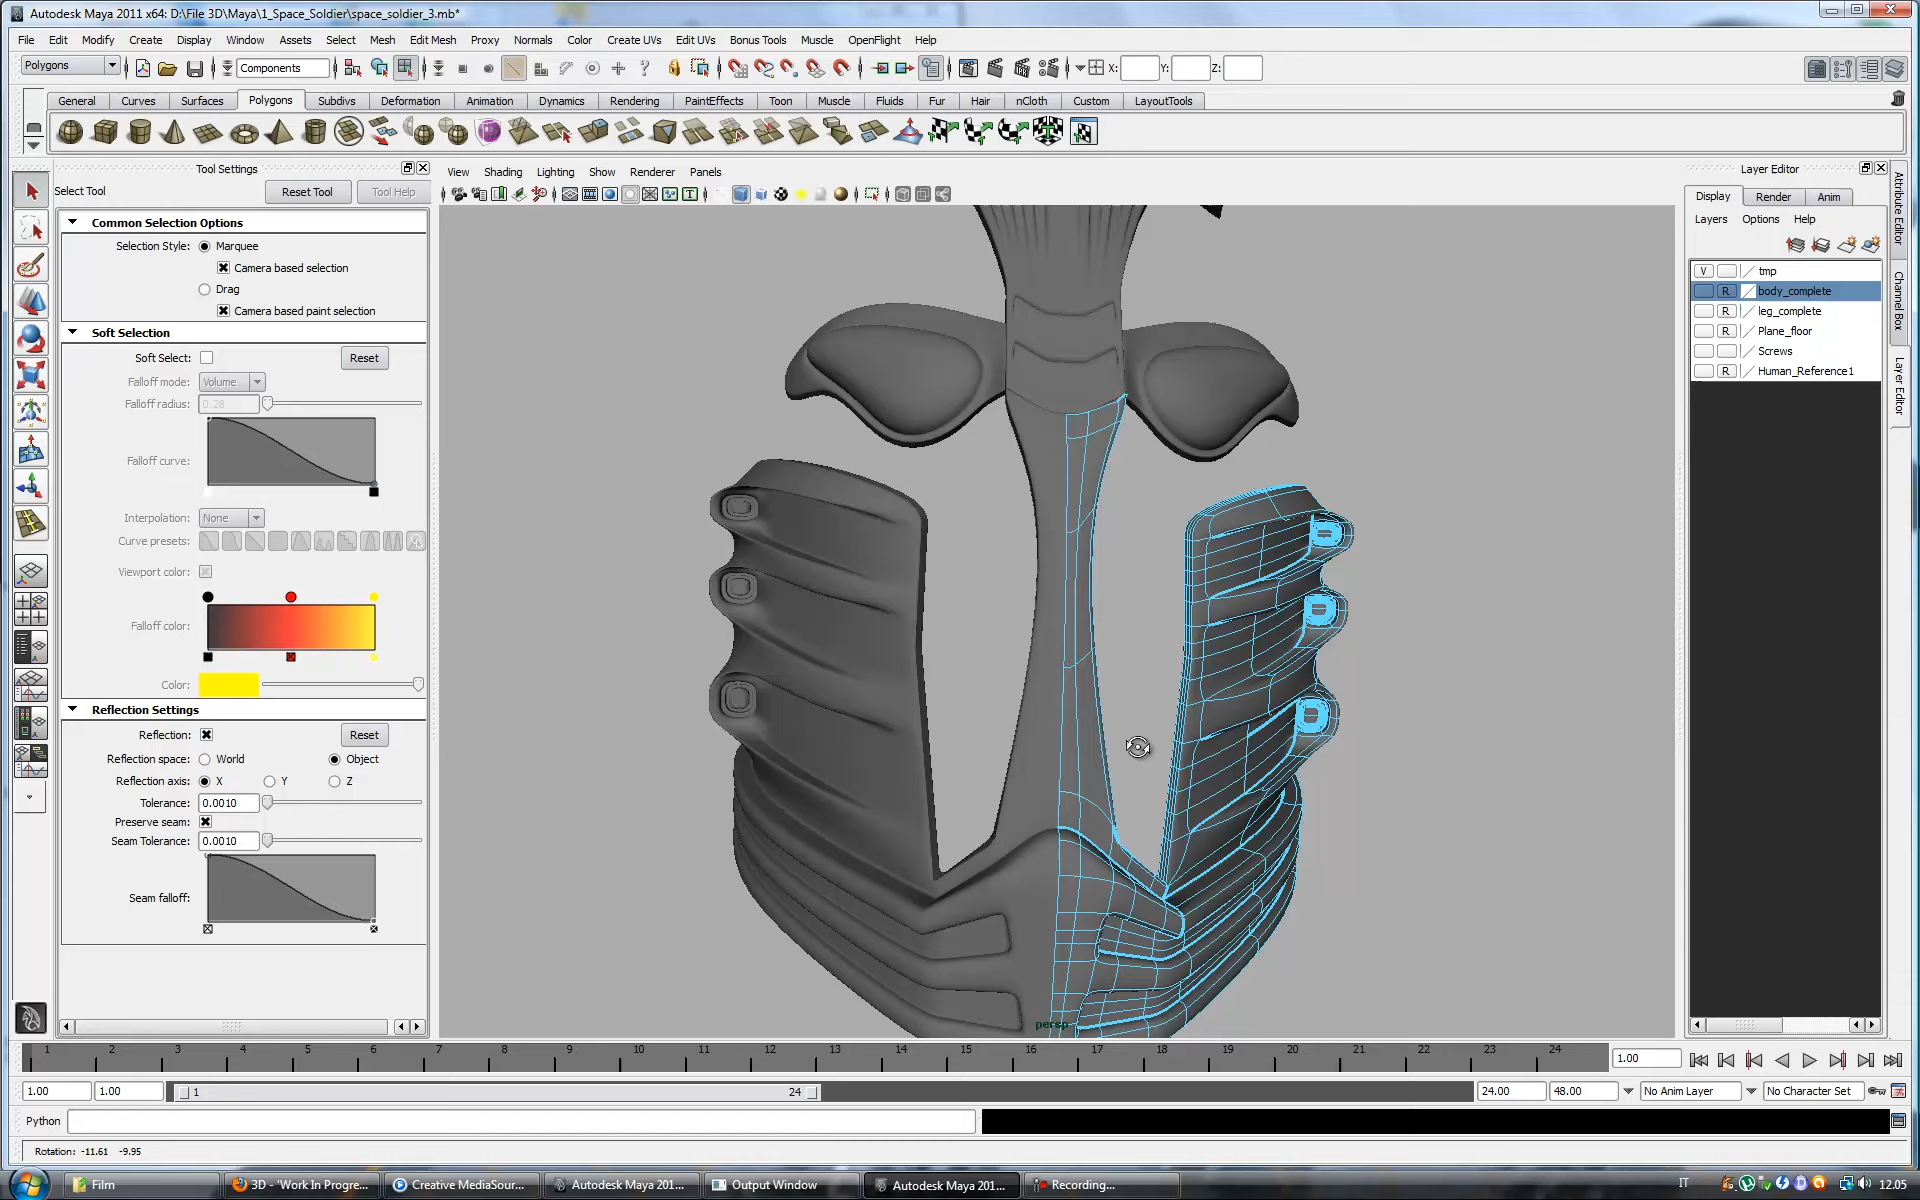 Autodesk Maya 2011 x64: D:\File 3D\Maya\1_Space_Soldier\space_soldier_3.mb*
File Edit Modify Create Display Window Assets Select Mesh Edit Mesh Proxy Normals Color Create UVs Edit UVs Bonus Tools Muscle OpenFlight Help
Polygons Components X: Y: Z:
General Curves Surfaces Polygons Subdivs Deformation Animation Dynamics Rendering PaintEffects Toon Muscle Fluids Fur Hair nCloth Custom LayoutTools
Tool Settings
Select Tool Reset Tool Tool Help
Common Selection Options
Selection Style: Marquee
Camera based selection
Drag
Camera based paint selection
Soft Selection
Soft Select: Reset
Falloff mode: Volume
Falloff radius: 0.28
Falloff curve:
Interpolation: None
Curve presets:
Viewport color:
Falloff color:
Color:
Reflection Settings
Reflection: Reset
Reflection space: World Object
Reflection axis: X Y Z
Tolerance: 0.0010
Preserve seam:
Seam Tolerance: 0.0010
Seam falloff:
View Shading Lighting Show Renderer Panels
persp
Layer Editor
Display Render Anim
Layers Options Help
V tmp
R body_complete
R leg_complete
R Plane_floor
Screws
R Human_Reference1
Attribute Editor
Channel Box
Layer Editor
1 2 3 4 5 6 7 8 9 10 11 12 13 14 15 16 17 18 19 20 21 22 23 24 1.00
1.00 1.00 1 24 24.00 48.00 No Anim Layer No Character Set
Python
Rotation: -11.61 -9.95
Film 3D - 'Work In Progre... Creative MediaSour... Autodesk Maya 201... Output Window Autodesk Maya 201... Recording... IT 12.05